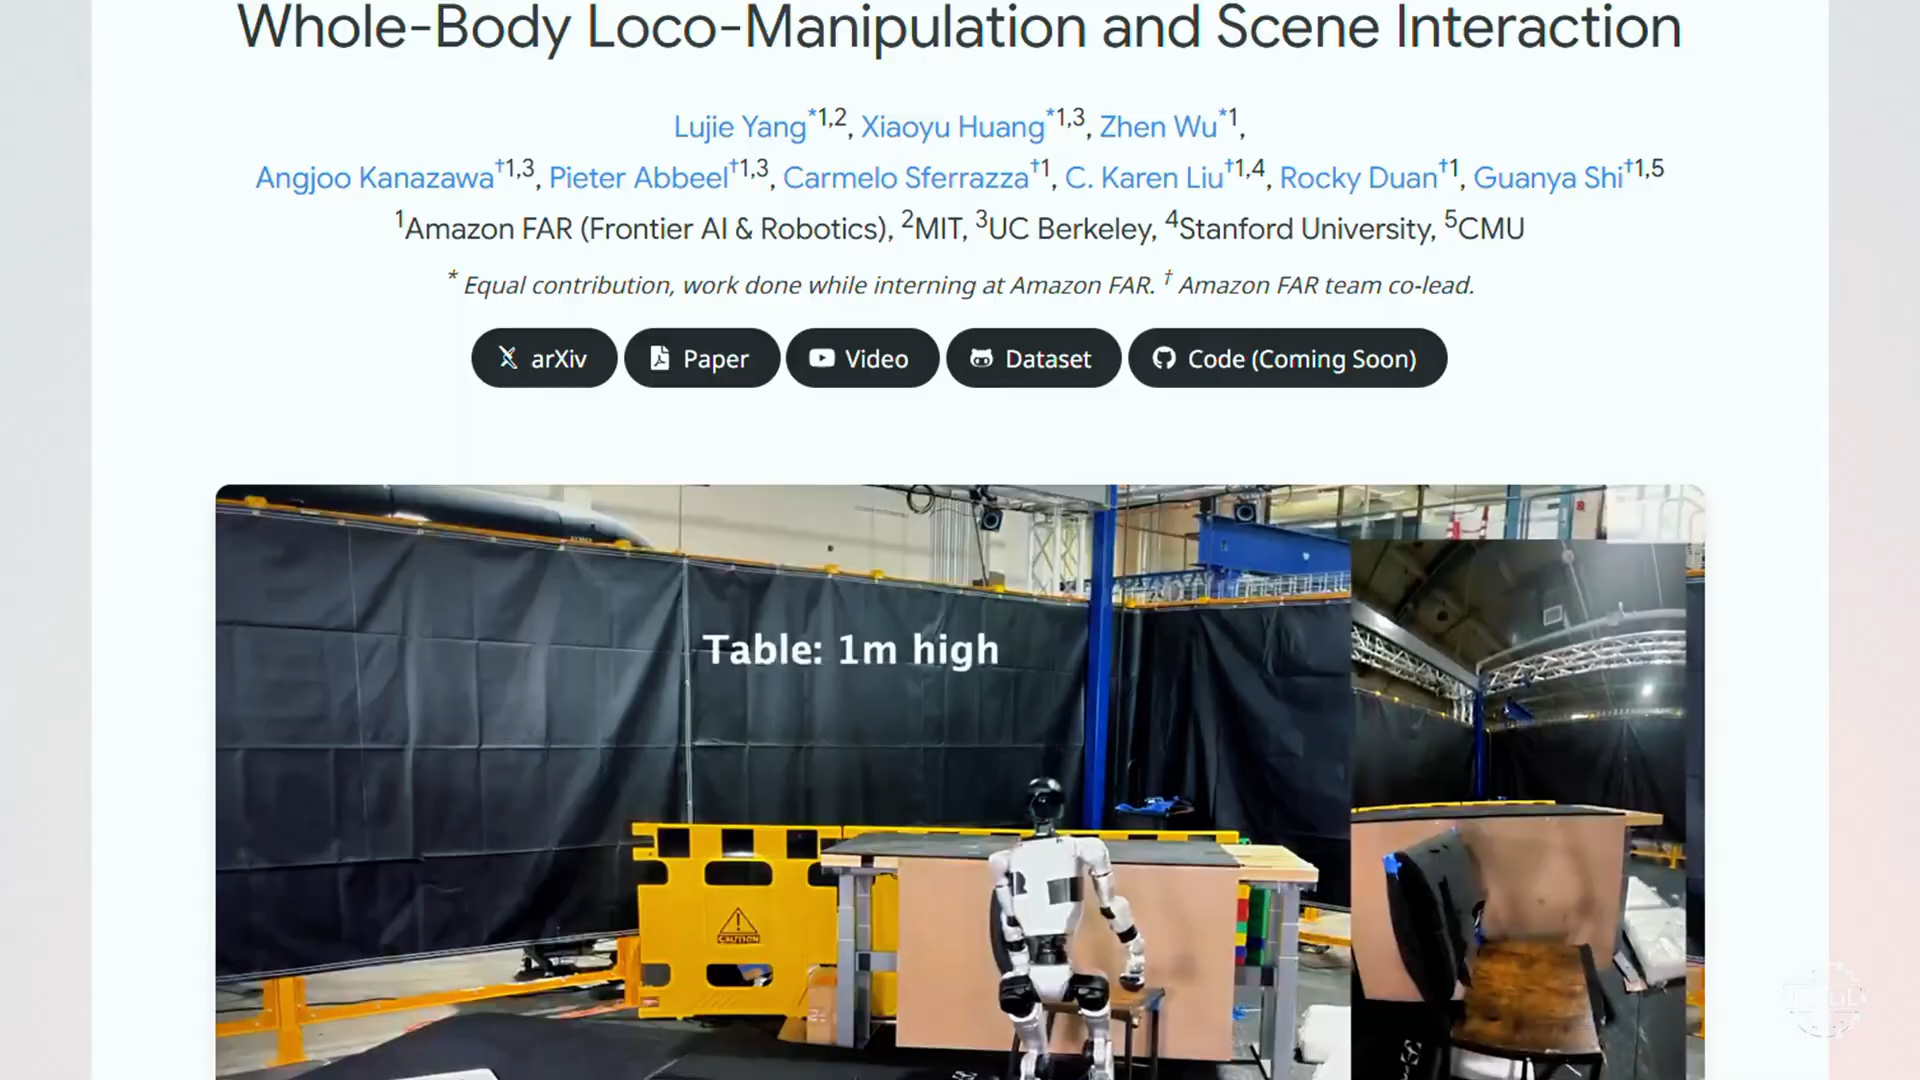 Whole-Body Loco-Manipulation and Scene Interaction
Lujie Yang*1,2, Xiaoyu Huang*1,3, Zhen Wu*1,
Angjoo Kanazawa†1,3, Pieter Abbeel†1,3, Carmelo Sferrazza†1, C. Karen Liu†1,4, Rocky Duan†1, Guanya Shi†1,5
1Amazon FAR (Frontier AI & Robotics), 2MIT, 3UC Berkeley, 4Stanford University, 5CMU
* Equal contribution, work done while interning at Amazon FAR. † Amazon FAR team co-lead.
arXiv Paper Video Dataset Code (Coming Soon)
Table: 1m high
CAUTION